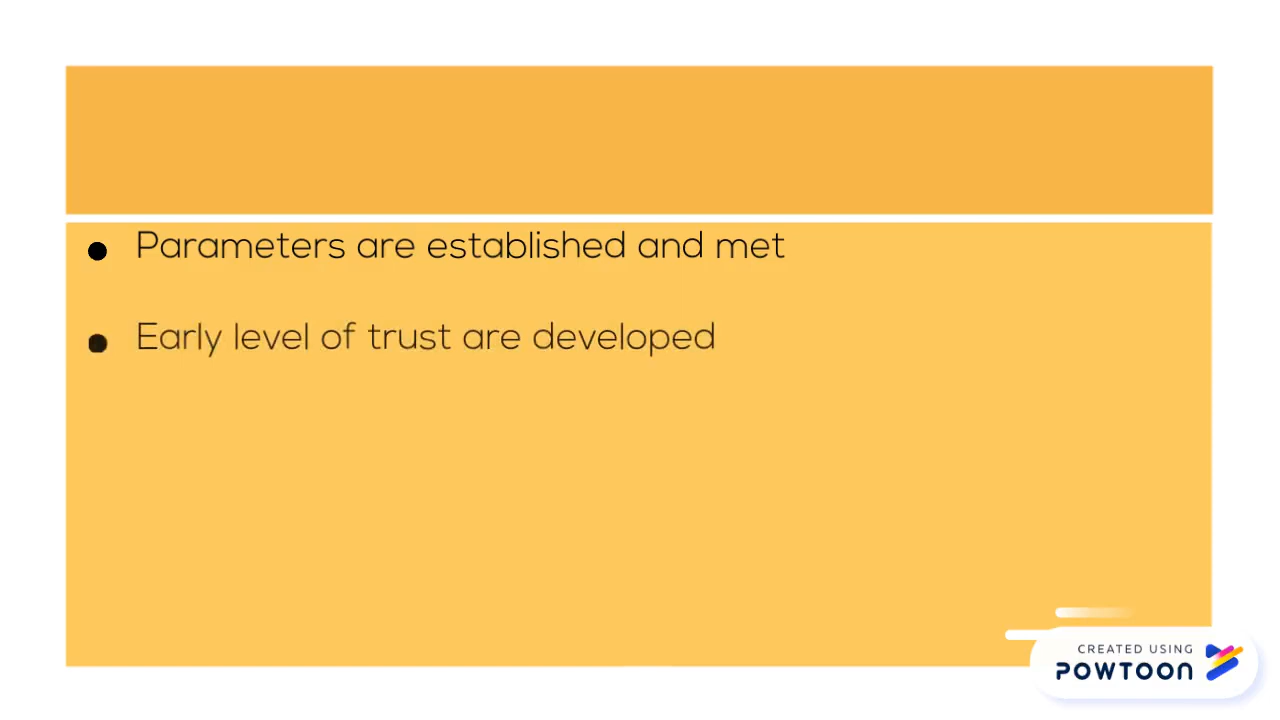 ● Parameters are established and met
● Early level of trust are developed
CREATED USING
POWTOON